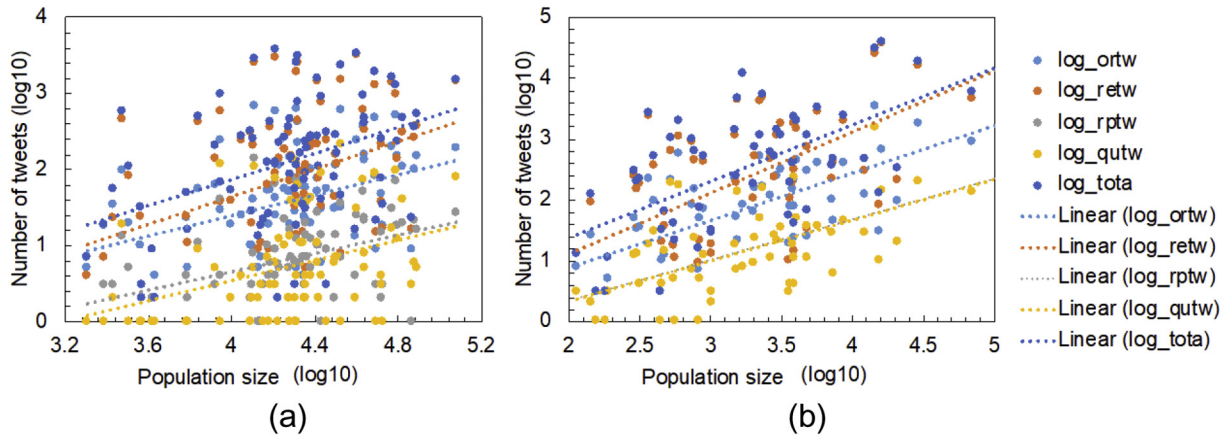 4
3
2
1
0
Number of tweets (log10)
3.2 3.6 4 4.4 4.8 5.2
Population size (log10)
(a)
5
4
3
2
1
0
Number of tweets (log10)
2 2.5 3 3.5 4 4.5 5
Population size (log10)
(b)
log_ortw
log_retw
log_rptw
log_qutw
log_tota
Linear (log_ortw)
Linear (log_retw)
Linear (log_rptw)
Linear (log_qutw)
Linear (log_tota)